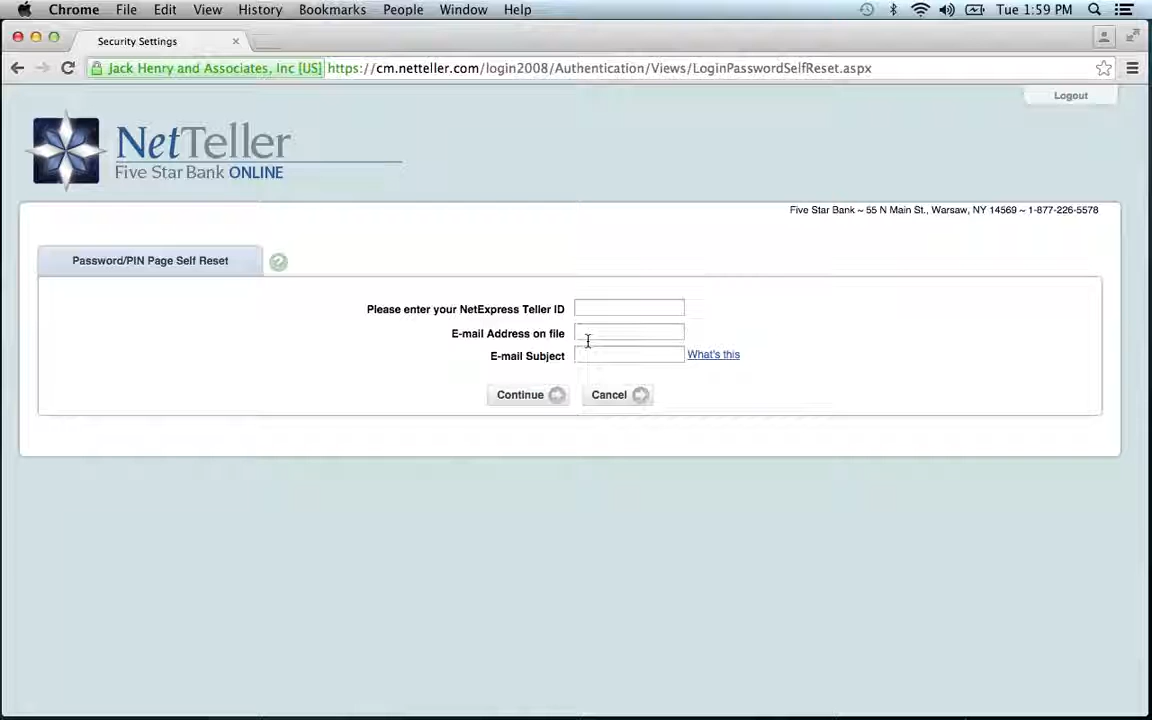 Chrome File Edit View History Bookmarks People Window Help Tue 1:59 PM
Security Settings
Jack Henry and Associates, Inc [US] https://cm.netteller.com/login2008/Authentication/Views/LoginPasswordSelfReset.aspx
Logout
NetTeller
Five Star Bank ONLINE
Five Star Bank ~ 55 N Main St., Warsaw, NY 14569 ~ 1-877-226-5578
Password/PIN Page Self Reset
Please enter your NetExpress Teller ID
E-mail Address on file
E-mail Subject What's this
Continue Cancel